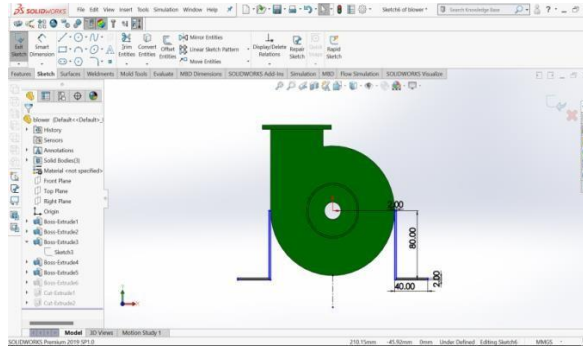 SOLIDWORKS File Edit View Insert Tools Simulation Window Help Sketch6 of blower * Search Knowledge Base
Exit Sketch
Smart Dimension
Trim Entities
Convert Entities
Offset Entities
Mirror Entities
Linear Sketch Pattern
Move Entities
Display/Delete Relations
Repair Sketch
Rapid Sketch
Features Sketch Surfaces Weldments Mold Tools Evaluate MBD Dimensions SOLIDWORKS Add-Ins Simulation MBD Flow Simulation SOLIDWORKS Visualize
blower (Default<<Default>_
History
Sensors
Annotations
Solid Bodies(3)
Material <not specified>
Front Plane
Top Plane
Right Plane
Origin
Boss-Extrude1
Boss-Extrude2
Boss-Extrude3
Sketch3
Boss-Extrude4
Boss-Extrude5
Boss-Extrude6
Cut-Extrude1
Cut-Extrude2
2.00
80.00
40.00
2.00
Model 3D Views Motion Study 1
SOLIDWORKS Premium 2019 SP1.0 210.15mm -45.92mm 0mm Under Defined Editing Sketch6 MMGS